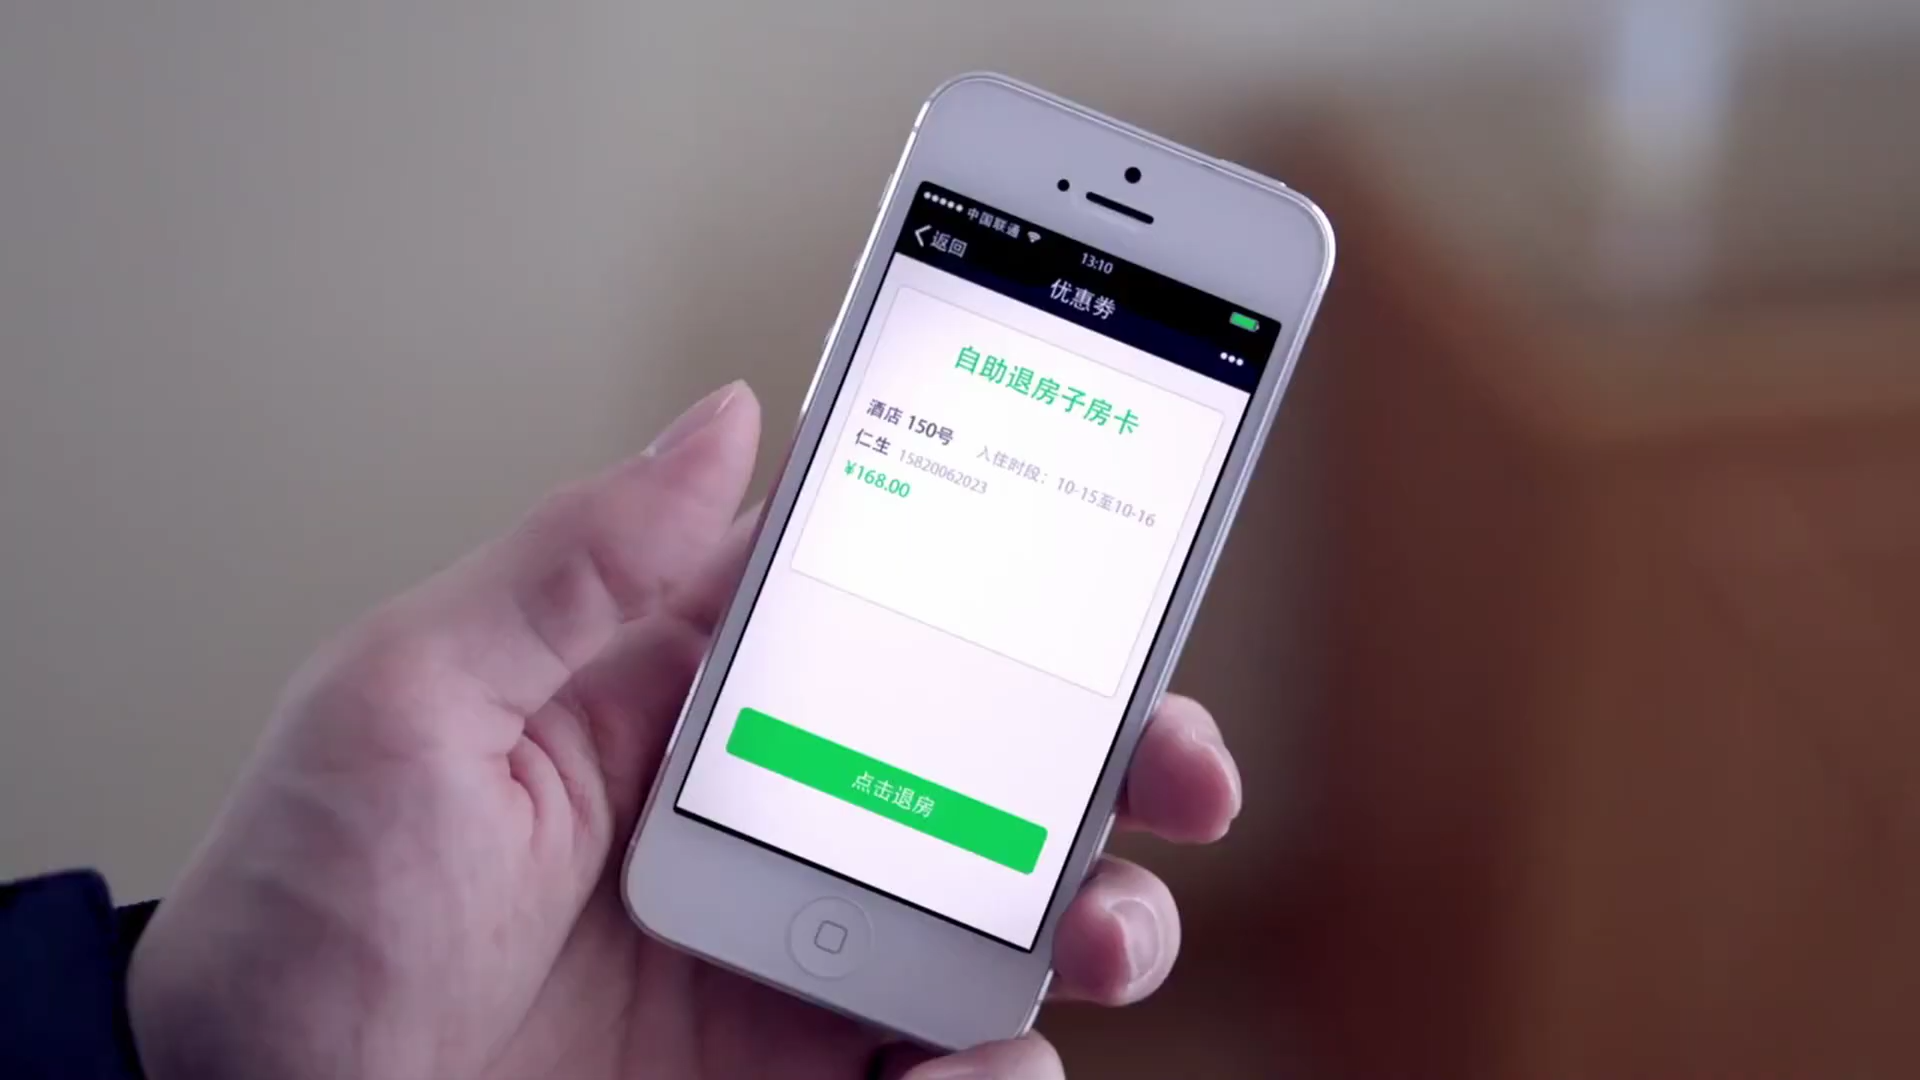 中国联通
13:10
返回
优惠券
自助退房子房卡
酒店 150号
入住时段：10-15至10-16
仁生 15820062023
¥168.00
点击退房